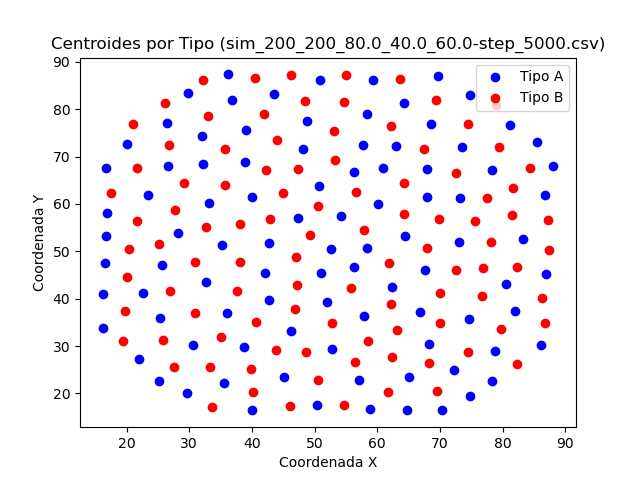 Centroides por Tipo (sim_200_200_80.0_40.0_60.0-step_5000.csv)
Tipo A
Tipo B
90
80
70
60
50
40
30
20
Coordenada Y
20 30 40 50 60 70 80 90
Coordenada X